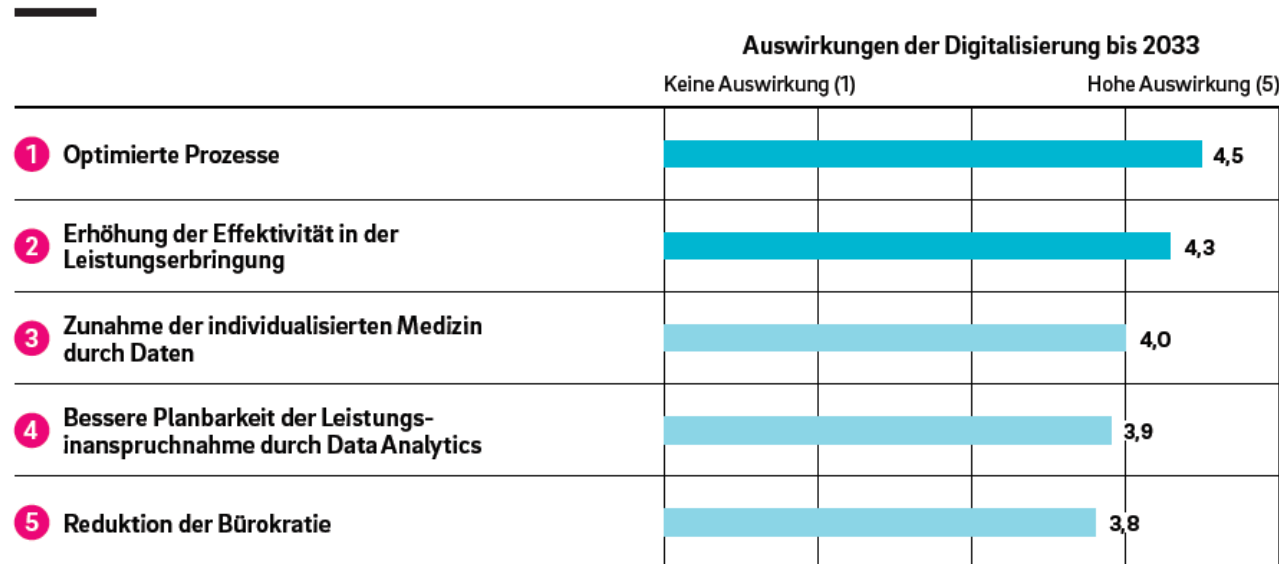 Auswirkungen der Digitalisierung bis 2033
Keine Auswirkung (1) Hohe Auswirkung (5)
1 Optimierte Prozesse 4,5
2 Erhöhung der Effektivität in der
Leistungserbringung 4,3
3 Zunahme der individualisierten Medizin
durch Daten 4,0
4 Bessere Planbarkeit der Leistungs-
inanspruchnahme durch Data Analytics 3,9
5 Reduktion der Bürokratie 3,8